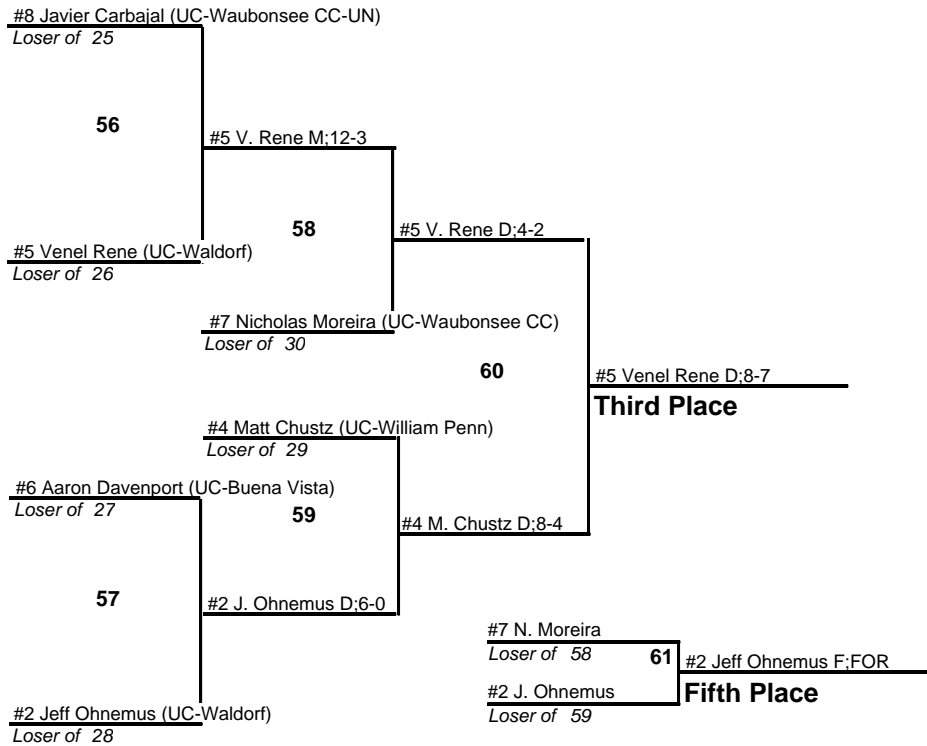 #8 Javier Carbajal (UC-Waubonsee CC-UN)
Loser of 25
56
#5 V. Rene M;12-3
58
#5 V. Rene D;4-2
#5 Venel Rene (UC-Waldorf)
Loser of 26
#7 Nicholas Moreira (UC-Waubonsee CC)
Loser of 30
60
#5 Venel Rene D;8-7
Third Place
#4 Matt Chustz (UC-William Penn)
Loser of 29
#6 Aaron Davenport (UC-Buena Vista)
Loser of 27
59
#4 M. Chustz D;8-4
57
#2 J. Ohnemus D;6-0
#7 N. Moreira
Loser of 58
61
#2 Jeff Ohnemus F;FOR
Fifth Place
#2 J. Ohnemus
Loser of 59
#2 Jeff Ohnemus (UC-Waldorf)
Loser of 28